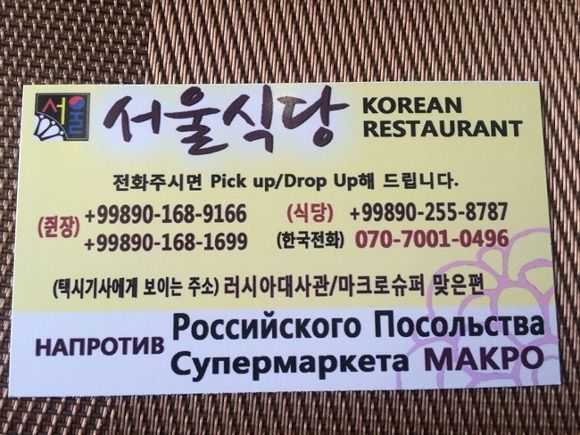 서울 서울식당 KOREAN
RESTAURANT
전화주시면 Pick up/Drop Up해 드립니다.
(쥔장) +99890-168-9166 (식당) +99890-255-8787
+99890-168-1699 (한국전화) 070-7001-0496
(택시기사에게 보이는 주소) 러시아대사관/마크로슈퍼 맞은편
НАПРОТИВ Российского Посольства
Супермаркета МАКРО